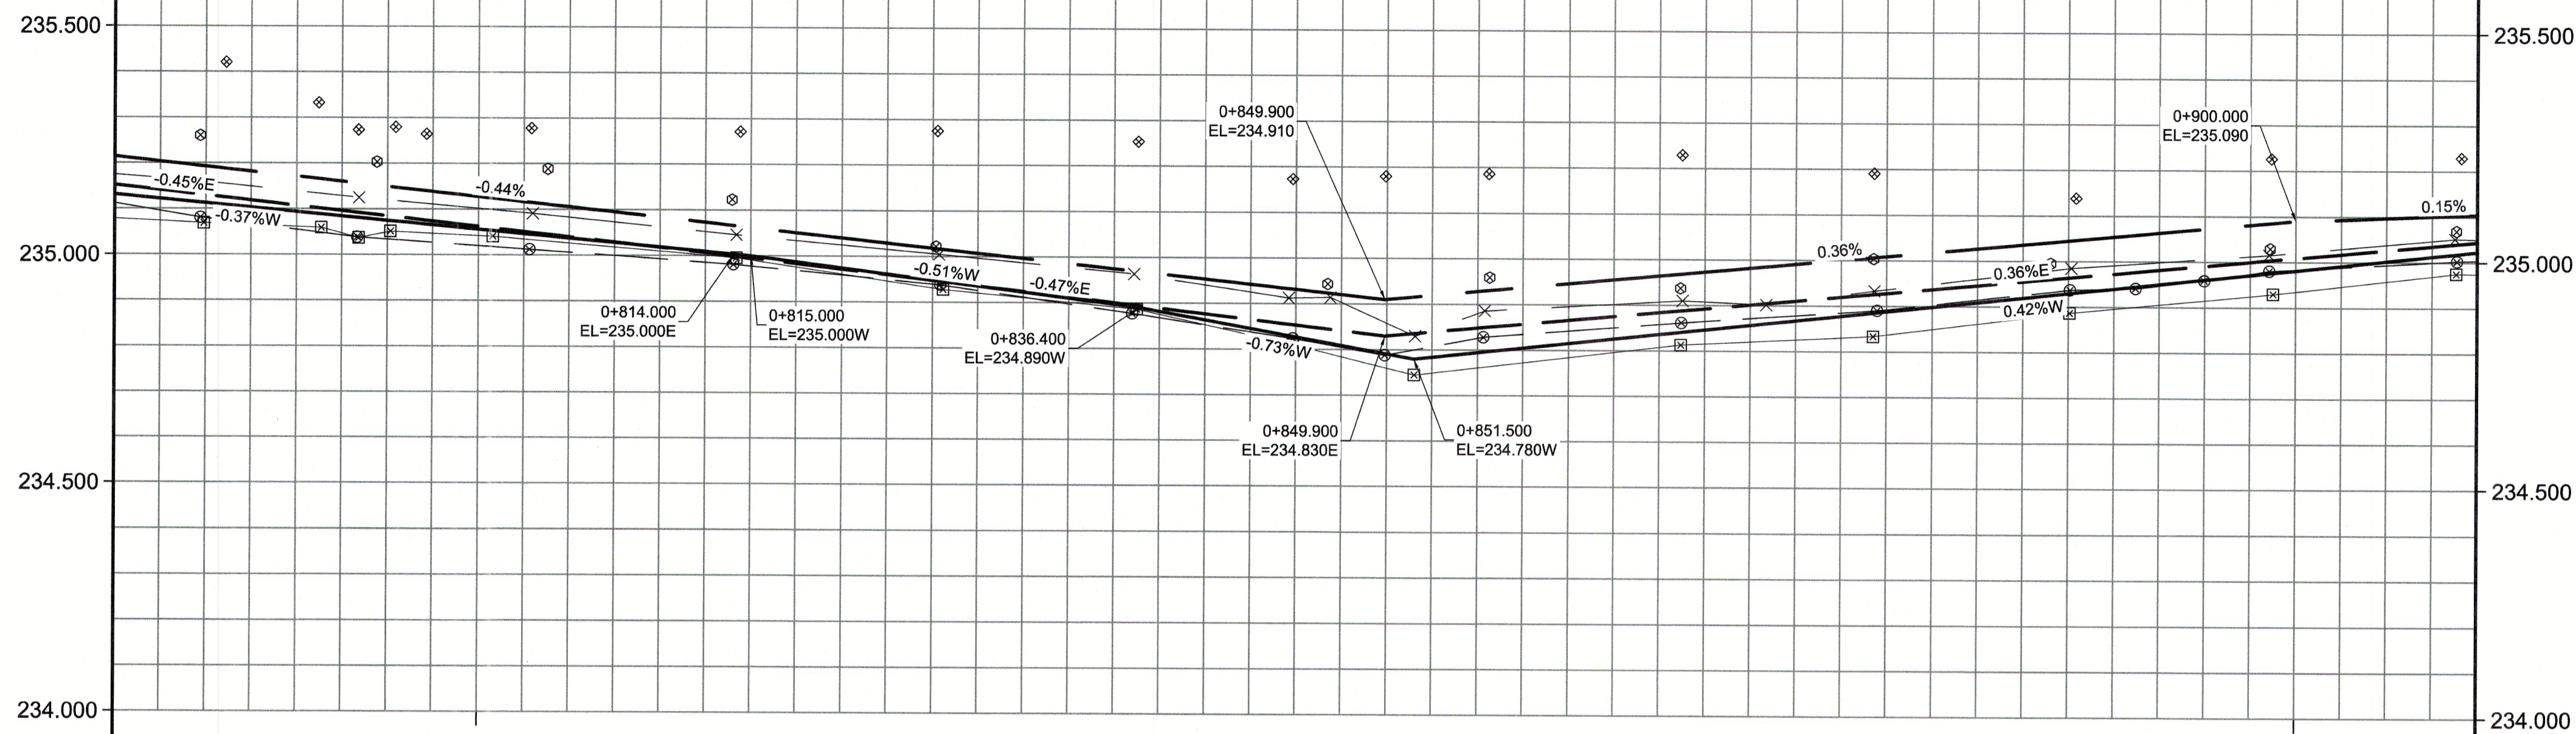 235.500
235.500
0+849.900
EL=234.910
0+900.000
EL=235.090
-0.45%E
-0.44%
-0.37%W
0.15%
235.000
0.36%
235.000
-0.51%W
0.36%E
-0.47%E
0+814.000
EL=235.000E
0+815.000
EL=235.000W
0.42%W
0+836.400
EL=234.890W
-0.73%W
0+849.900
EL=234.830E
0+851.500
EL=234.780W
234.500
234.500
234.000
234.000